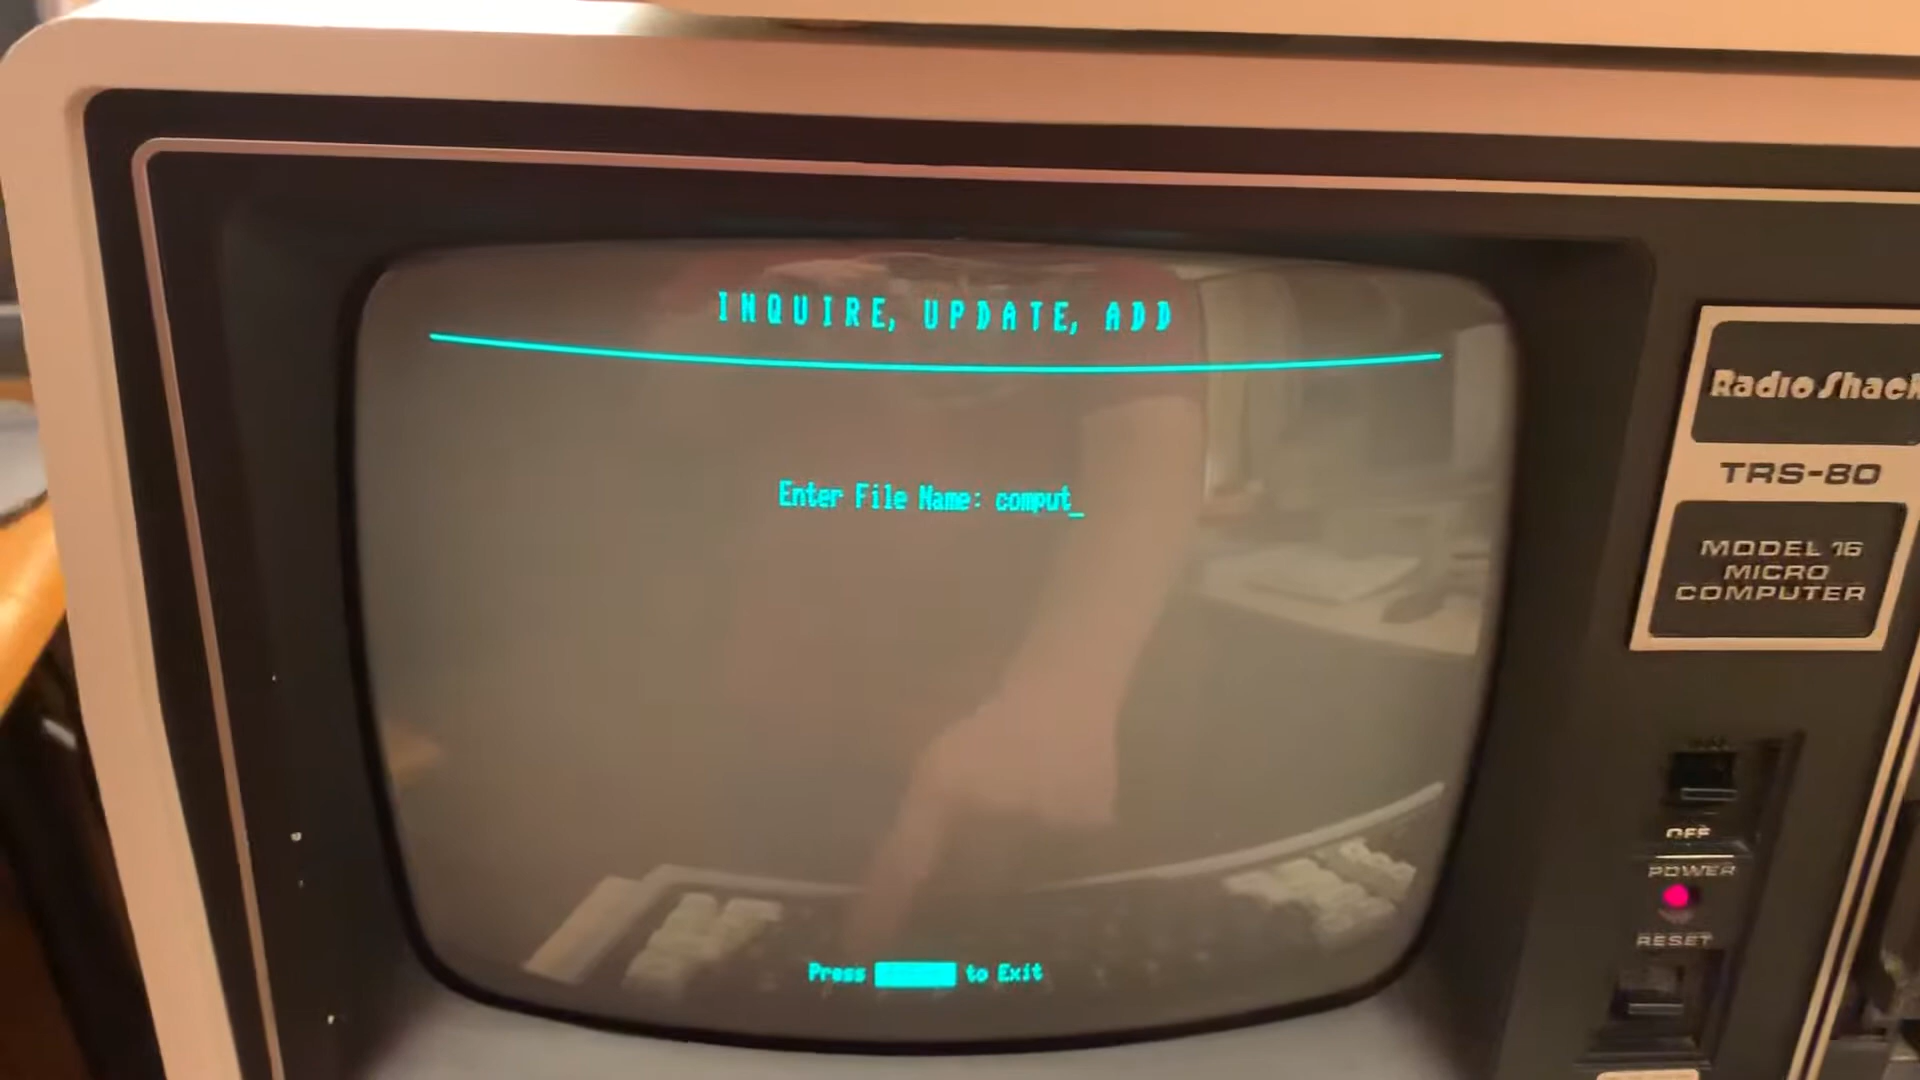 INQUIRE, UPDATE, ADD
Enter File Name: comput_
Press to Exit
Radio Shack
TRS-80
MODEL 16
MICRO
COMPUTER
OFF
POWER
RESET